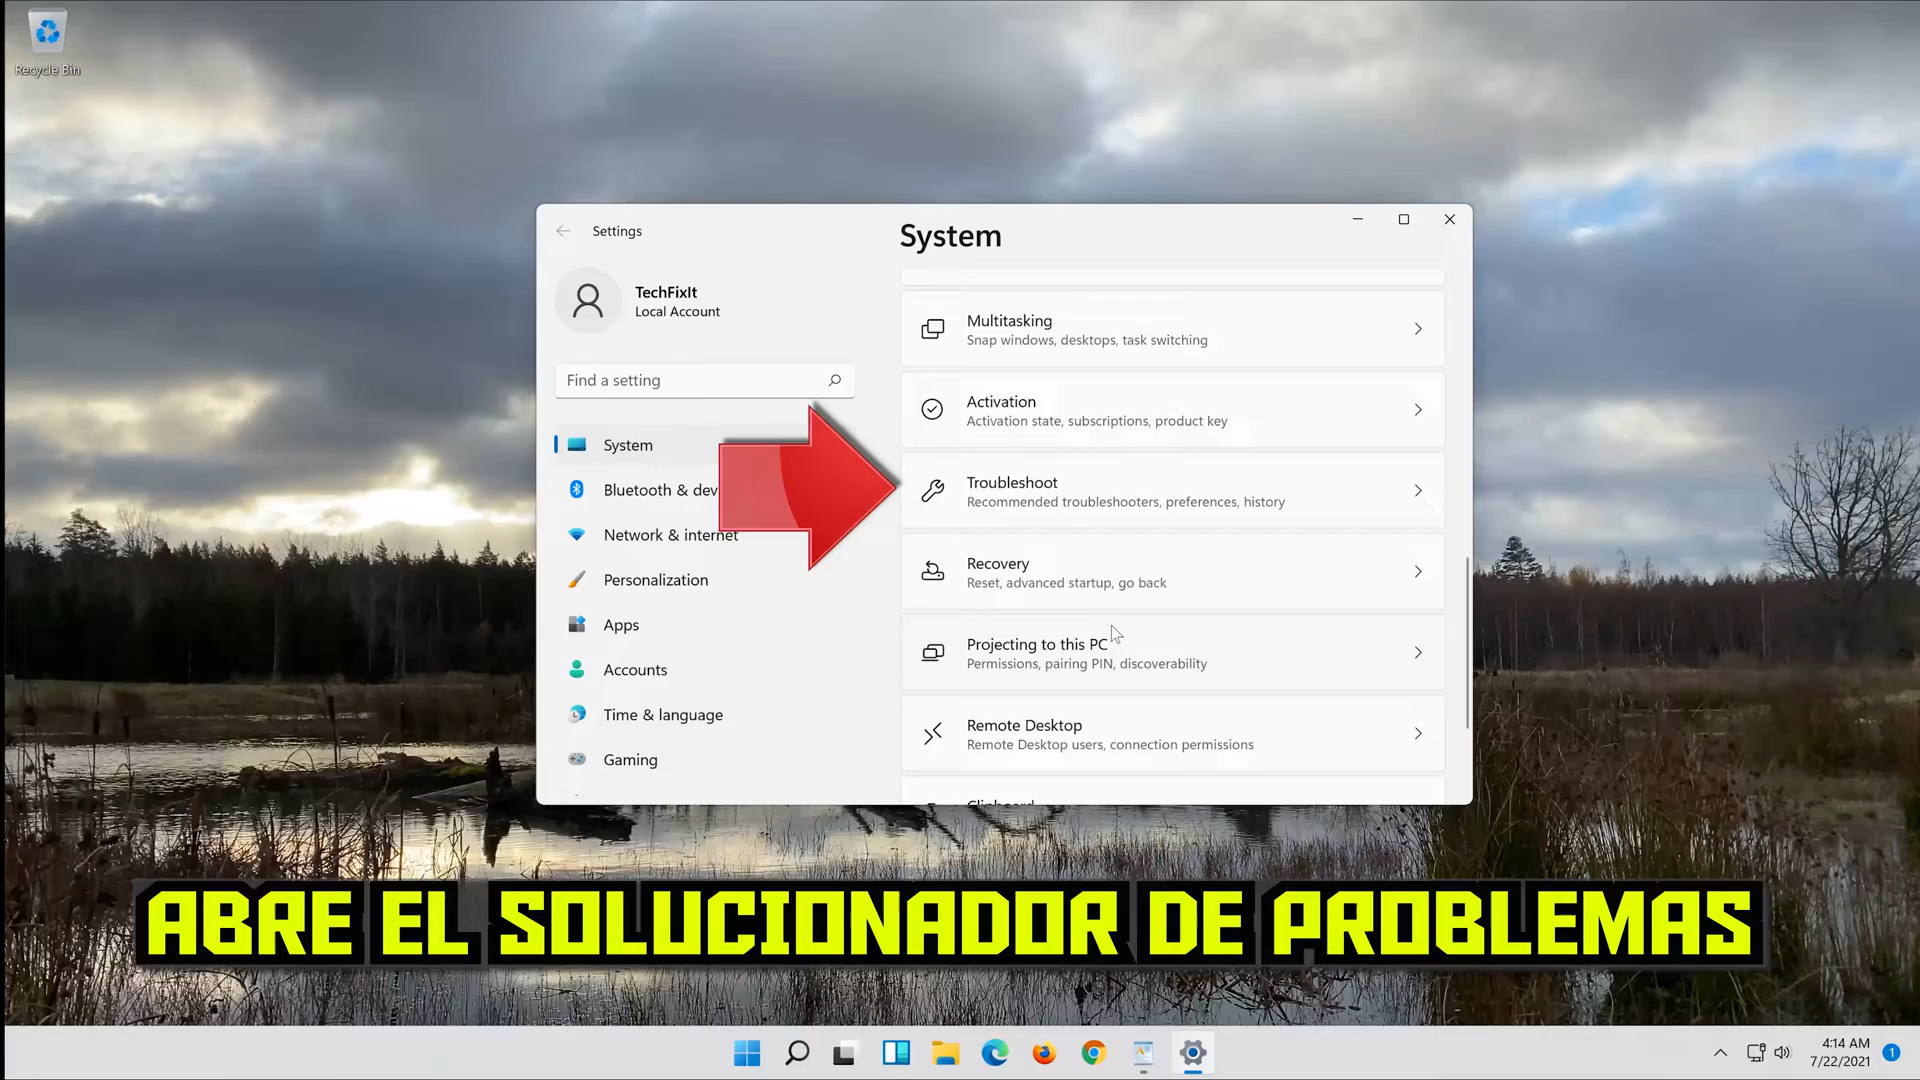 Recycle Bin
Settings
System
TechFixIt
Local Account
Find a setting
System
Bluetooth & dev
Network & internet
Personalization
Apps
Accounts
Time & language
Gaming
Multitasking
Snap windows, desktops, task switching
Activation
Activation state, subscriptions, product key
Troubleshoot
Recommended troubleshooters, preferences, history
Recovery
Reset, advanced startup, go back
Projecting to this PC
Permissions, pairing PIN, discoverability
Remote Desktop
Remote Desktop users, connection permissions
Clipboard
ABRE EL SOLUCIONADOR DE PROBLEMAS
4:14 AM
7/22/2021
1